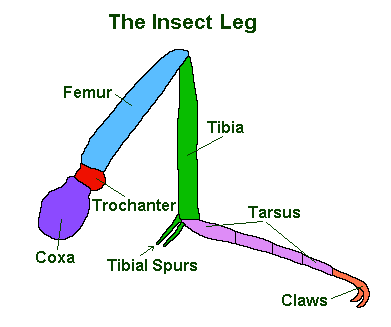 The Insect Leg
Femur
Tibia
Trochanter
Tarsus
Coxa
Tibial Spurs
Claws